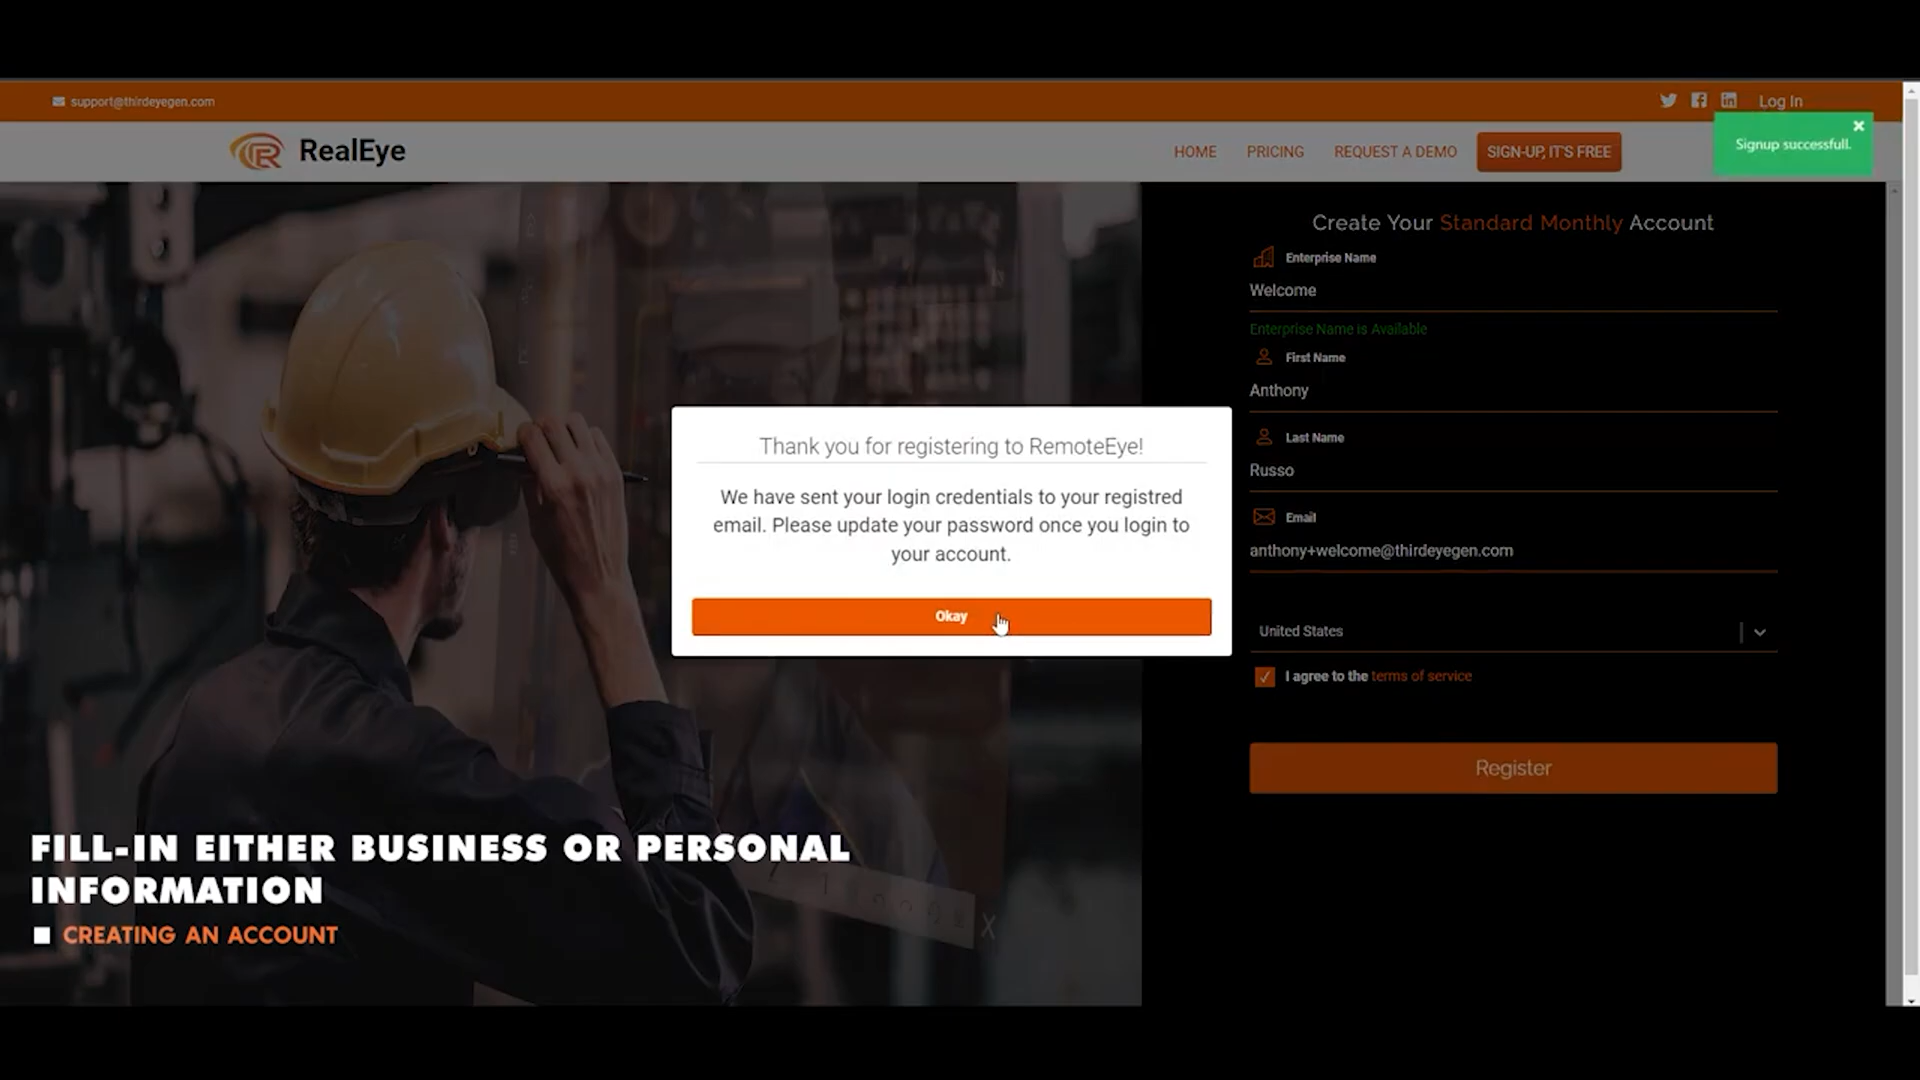 support@thirdeyegen.com
Log In
RealEye
HOME
PRICING
REQUEST A DEMO
SIGN-UP, IT'S FREE
Signup successfull.
Create Your Standard Monthly Account
Enterprise Name
Welcome
Enterprise Name is Available
First Name
Anthony
Last Name
Russo
Email
anthony+welcome@thirdeyegen.com
United States
I agree to the terms of service
Register
Thank you for registering to RemoteEye!
We have sent your login credentials to your registred
email. Please update your password once you login to
your account.
Okay
FILL-IN EITHER BUSINESS OR PERSONAL
INFORMATION
CREATING AN ACCOUNT